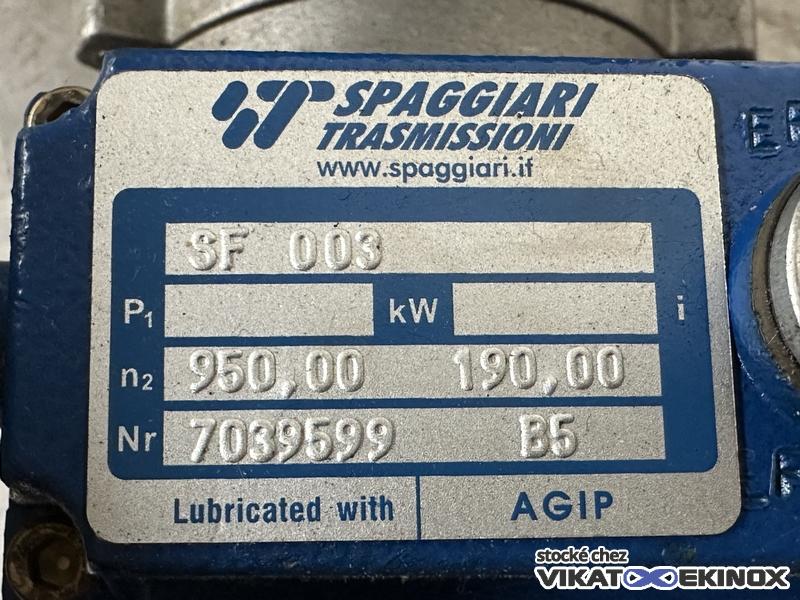 SPAGGIARI
TRASMISSIONI
www.spaggiari.it
SF 003
P1 kW i
n2 950,00 190,00
Nr 7039599 B5
Lubricated with AGIP
stocké chez
VIKAT EKINOX